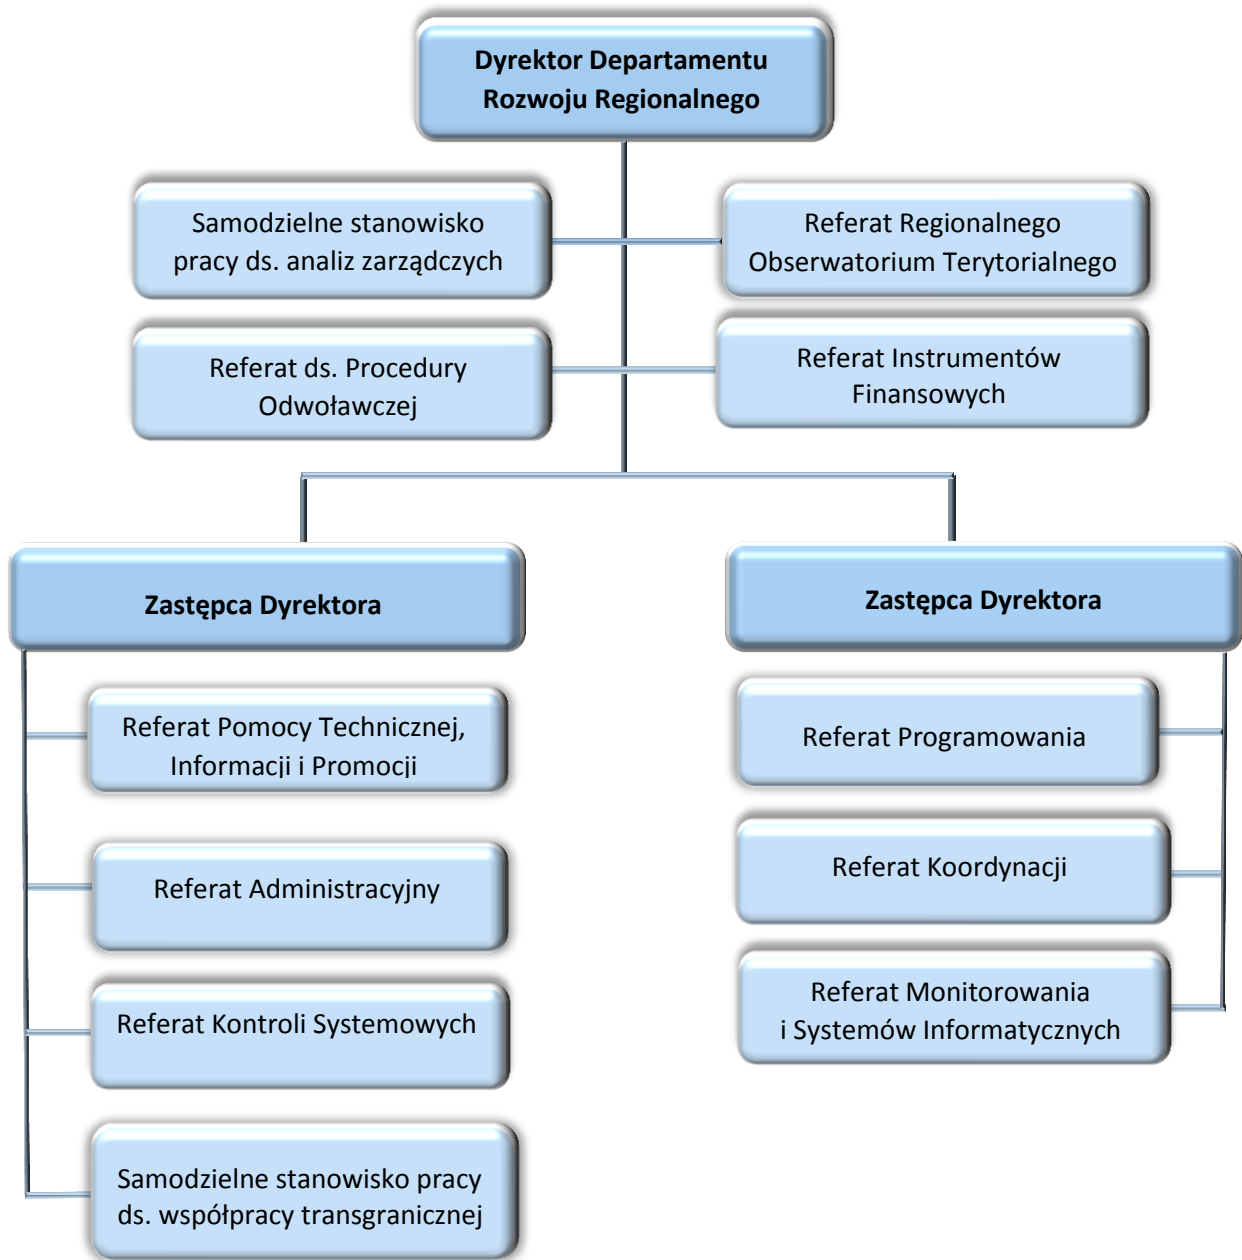 Dyrektor Departamentu
Rozwoju Regionalnego
Samodzielne stanowisko
pracy ds. analiz zarządczych
Referat Regionalnego
Obserwatorium Terytorialnego
Referat ds. Procedury
Odwoławczej
Referat Instrumentów
Finansowych
Zastępca Dyrektora
Referat Pomocy Technicznej,
Informacji i Promocji
Referat Administracyjny
Referat Kontroli Systemowych
Samodzielne stanowisko pracy
ds. współpracy transgranicznej
Zastępca Dyrektora
Referat Programowania
Referat Koordynacji
Referat Monitorowania
i Systemów Informatycznych